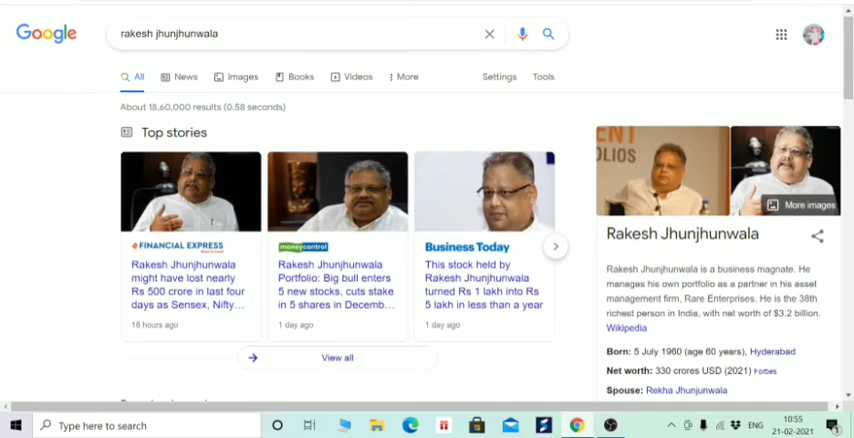 Google
rakesh jhunjhunwala
All News Images Books Videos More Settings Tools
About 18,60,000 results (0.58 seconds)
Top stories
FINANCIAL EXPRESS
Rakesh Jhunjhunwala
might have lost nearly
Rs 500 crore in last four
days as Sensex, Nifty...
18 hours ago
moneycontrol
Rakesh Jhunjhunwala
Portfolio: Big bull enters
5 new stocks, cuts stake
in 5 shares in Decemb...
1 day ago
Business Today
This stock held by
Rakesh Jhunjhunwala
turned Rs 1 lakh into Rs
5 lakh in less than a year
1 day ago
View all
ENT
OLIOS
More images
Rakesh Jhunjhunwala
Rakesh Jhunjhunwala is a business magnate. He
manages his own portfolio as a partner in his asset
management firm, Rare Enterprises. He is the 38th
richest person in India, with net worth of $3.2 billion.
Wikipedia
Born: 5 July 1960 (age 60 years), Hyderabad
Net worth: 330 crores USD (2021) Forbes
Spouse: Rekha Jhunjunwala
Type here to search
ENG
10:55
21-02-2021
1